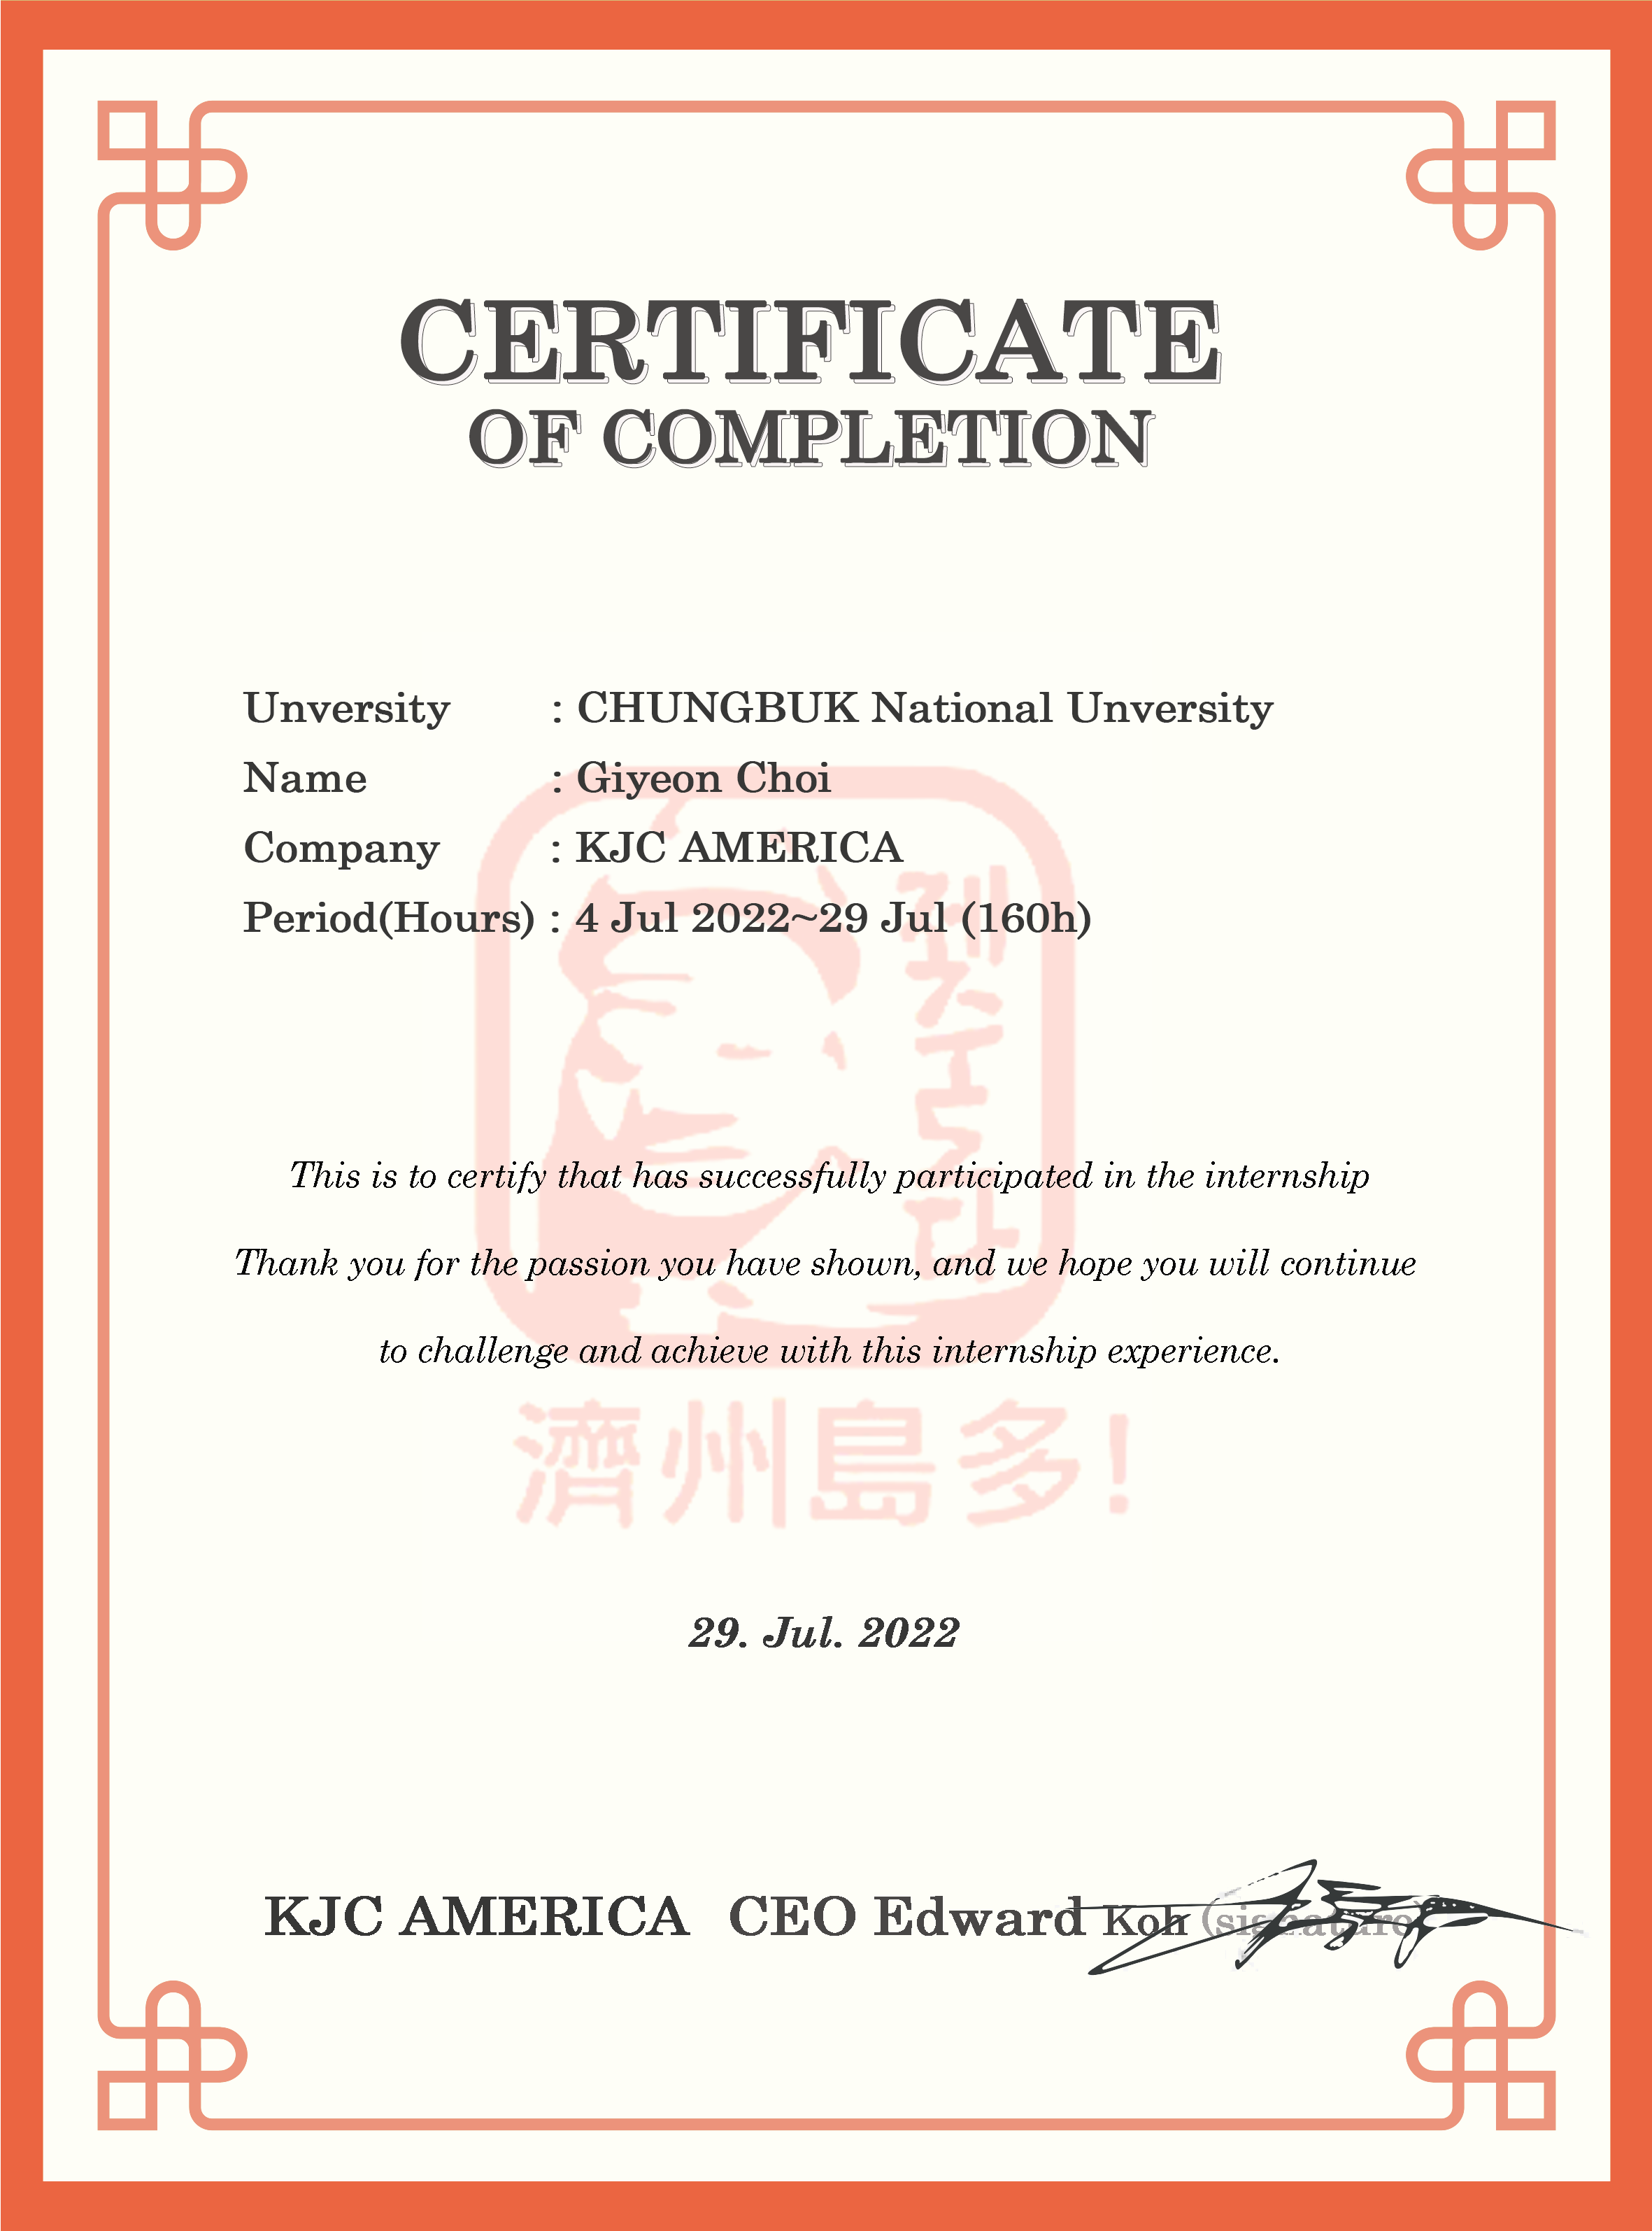 CERTIFICATE
OF COMPLETION
Unversity : CHUNGBUK National Unversity
Name : Giyeon Choi
Company : KJC AMERICA
Period(Hours) : 4 Jul 2022~29 Jul (160h)
This is to certify that has successfully participated in the internship
Thank you for the passion you have shown, and we hope you will continue
to challenge and achieve with this internship experience.
濟州島多!
29. Jul. 2022
KJC AMERICA CEO Edward Koh (signature)